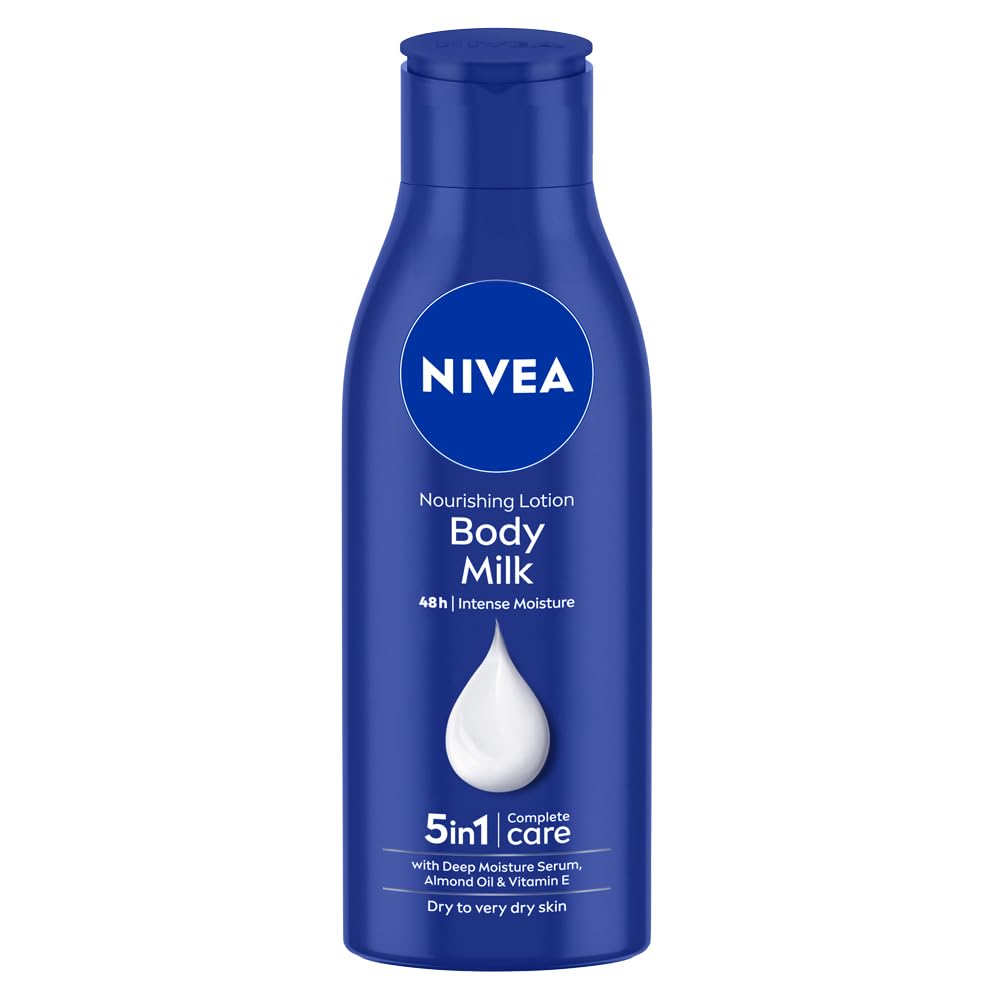 NIVEA
NIVEA
Nourishing Lotion
Body
Milk
48h | Intense Moisture
5in1 | Complete
care
with Deep Moisture Serum,
Almond Oil & Vitamin E
Dry to very dry skin